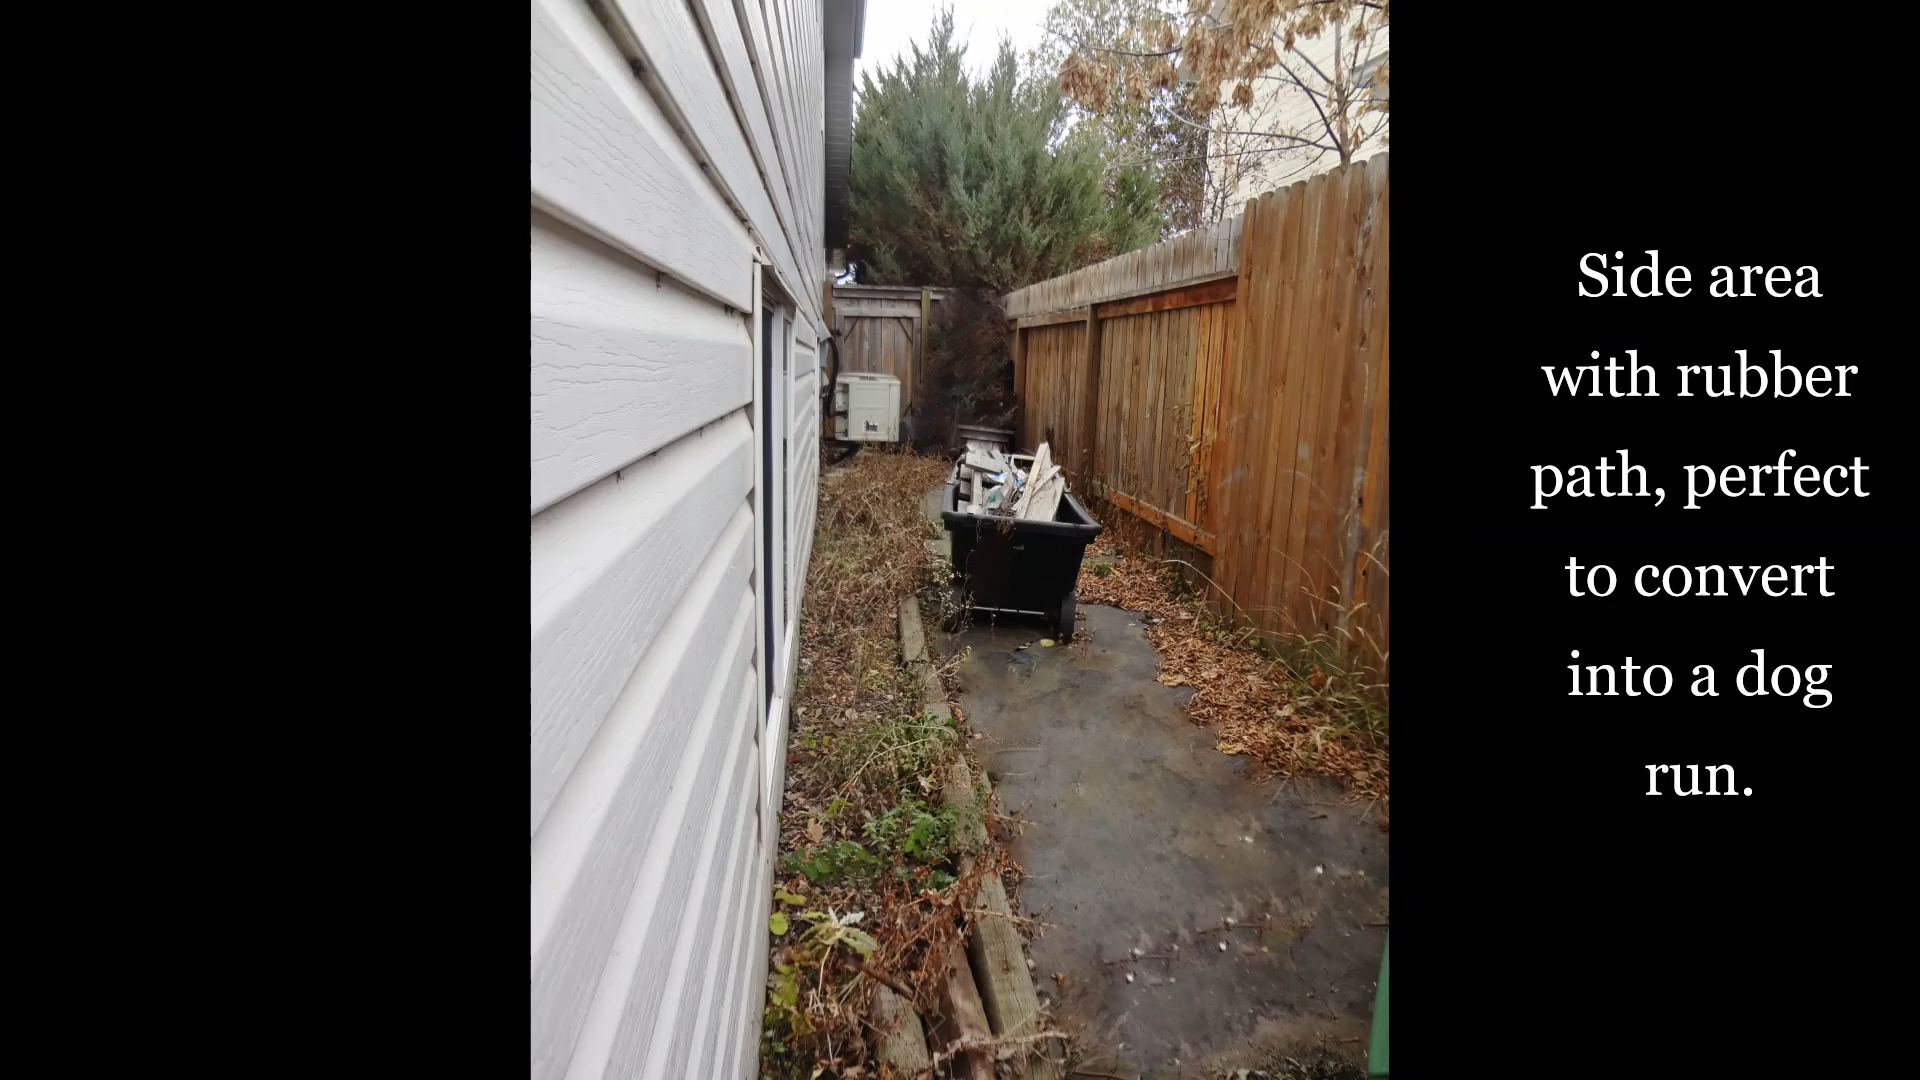 Side area
with rubber
path, perfect
to convert
into a dog
run.